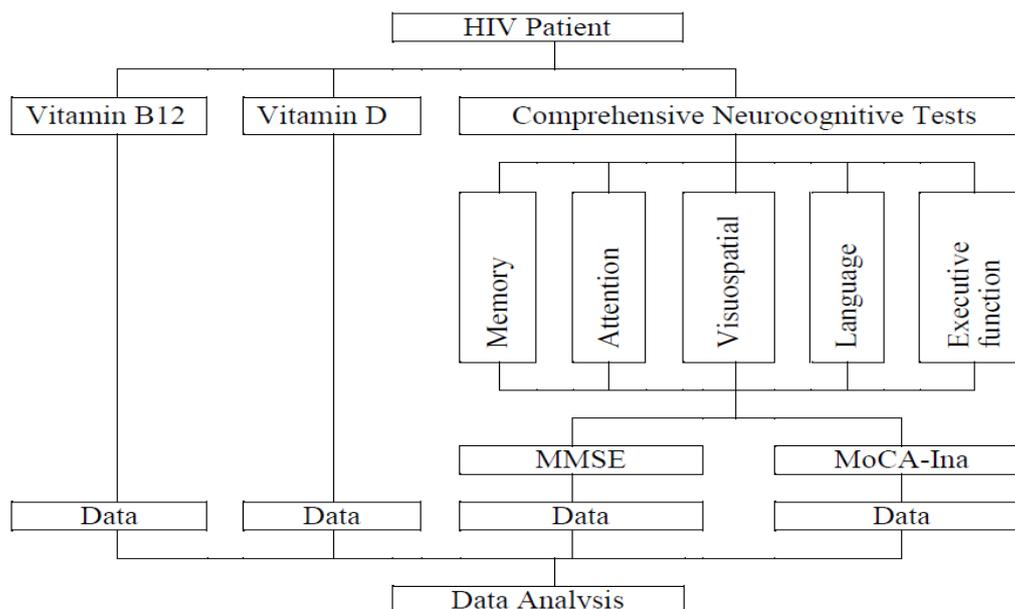 HIV Patient
Vitamin B12
Vitamin D
Comprehensive Neurocognitive Tests
Memory
Attention
Visuospatial
Language
Executive
function
MMSE
MoCA-Ina
Data
Data
Data
Data
Data Analysis